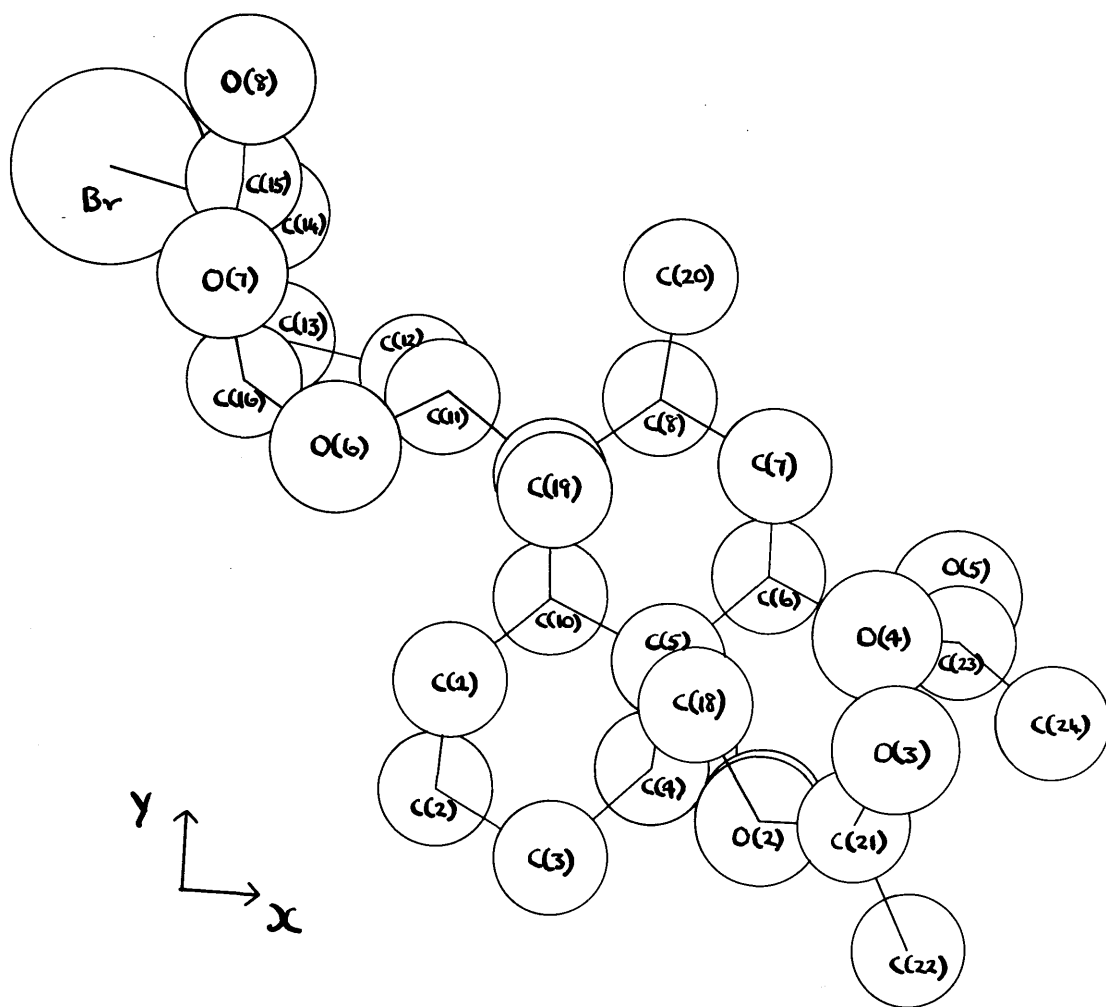 O(8)
C(15)
Br
C(14)
O(7)
C(20)
C(13)
C(12)
C(16)
C(11)
C(8)
O(6)
C(7)
C(19)
O(5)
C(6)
C(10)
C(5)
O(4)
C(23)
C(1)
C(18)
C(24)
O(3)
C(4)
C(2)
y
O(2)
C(21)
C(3)
x
C(22)